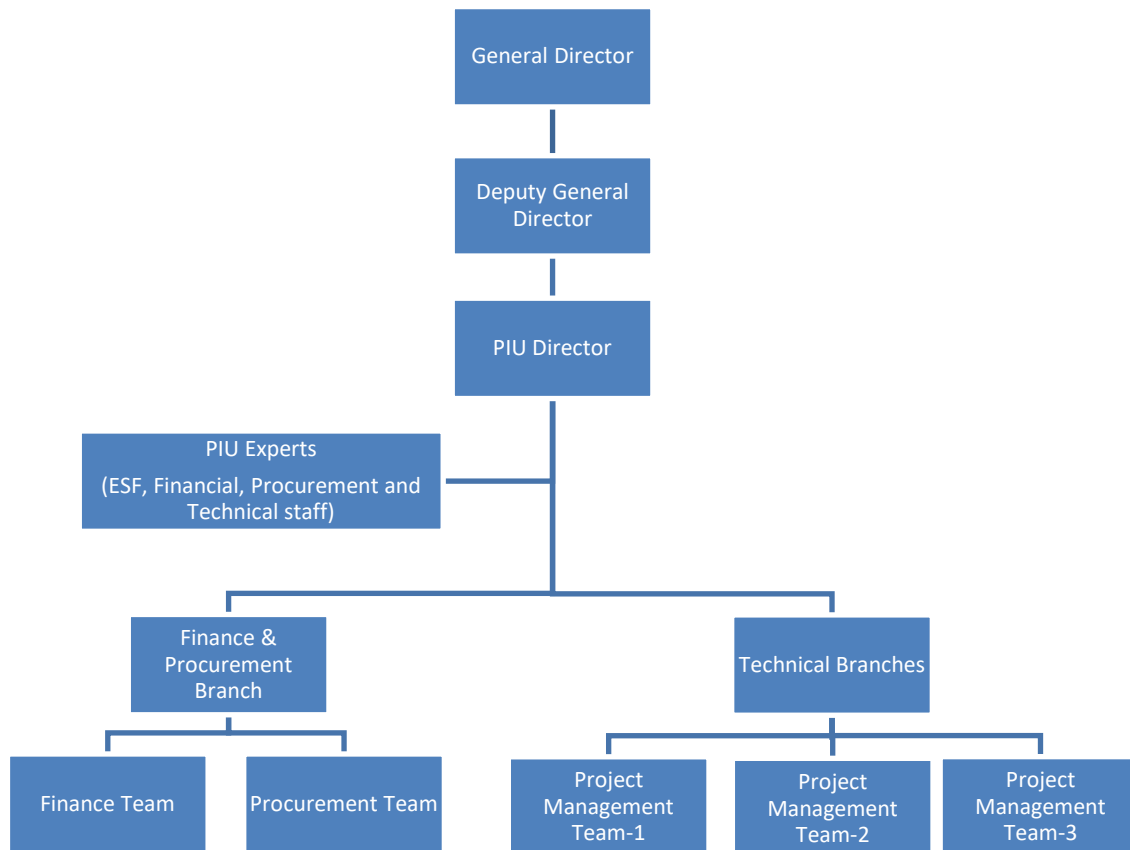 General Director
Deputy General
Director
PIU Director
PIU Experts
(ESF, Financial, Procurement and
Technical staff)
Finance &
Procurement
Branch
Technical Branches
Finance Team
Procurement Team
Project
Management
Team-1
Project
Management
Team-2
Project
Management
Team-3